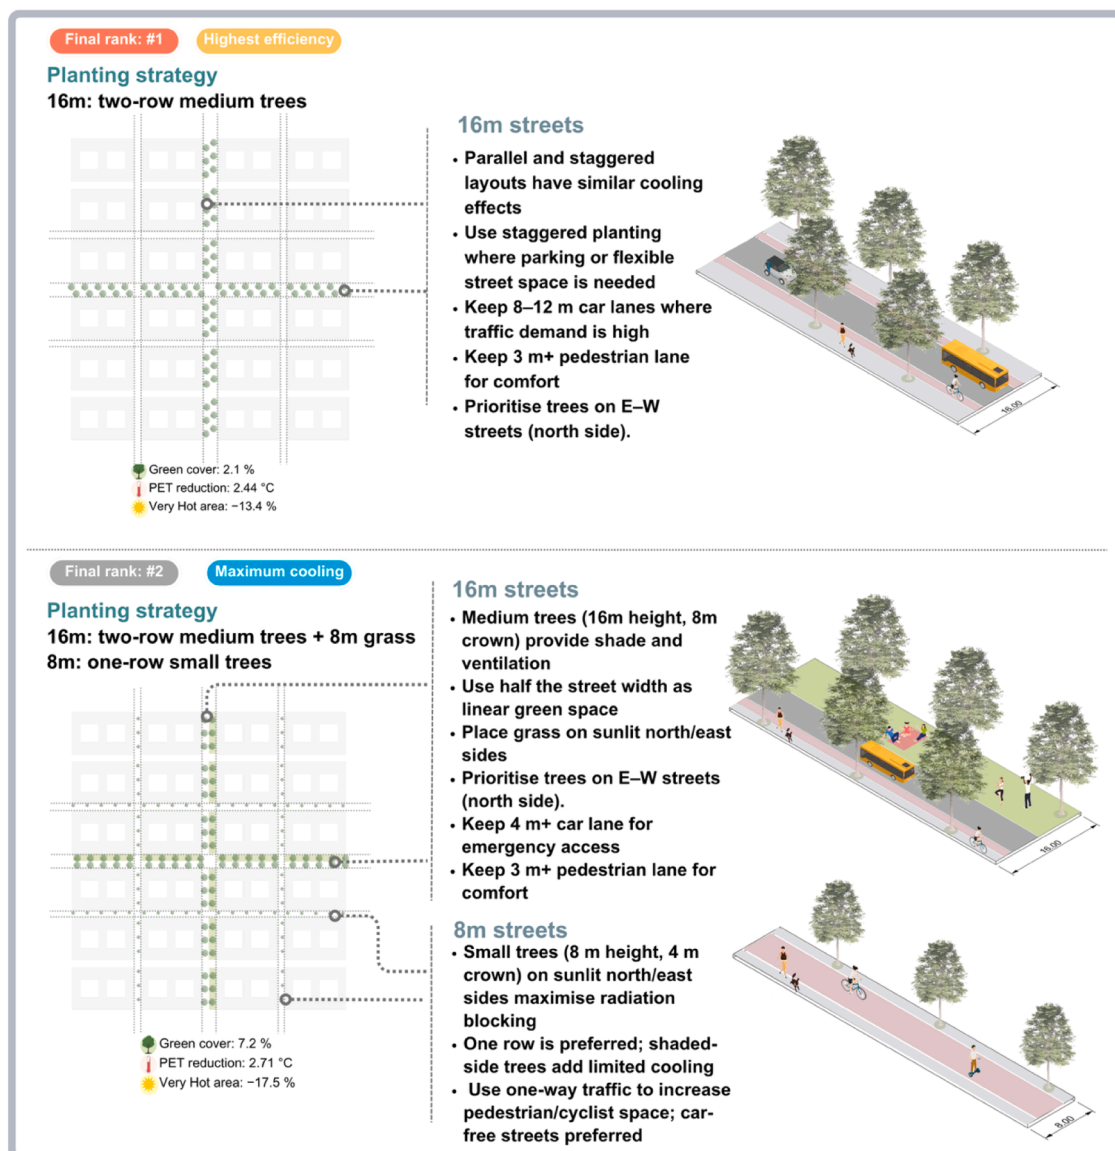 Final rank: #1
Highest efficiency
Planting strategy
16m: two-row medium trees
16m streets
• Parallel and staggered
layouts have similar cooling
effects
• Use staggered planting
where parking or flexible
street space is needed
• Keep 8–12 m car lanes where
traffic demand is high
• Keep 3 m+ pedestrian lane
for comfort
• Prioritise trees on E–W
streets (north side).
16.00
Green cover: 2.1 %
PET reduction: 2.44 °C
Very Hot area: −13.4 %
Final rank: #2
Maximum cooling
Planting strategy
16m: two-row medium trees + 8m grass
8m: one-row small trees
16m streets
• Medium trees (16m height, 8m
crown) provide shade and
ventilation
• Use half the street width as
linear green space
• Place grass on sunlit north/east
sides
• Prioritise trees on E–W streets
(north side).
• Keep 4 m+ car lane for
emergency access
• Keep 3 m+ pedestrian lane for
comfort
16.00
8m streets
• Small trees (8 m height, 4 m
crown) on sunlit north/east
sides maximise radiation
blocking
• One row is preferred; shaded-
side trees add limited cooling
• Use one-way traffic to increase
pedestrian/cyclist space; car-
free streets preferred
8.00
Green cover: 7.2 %
PET reduction: 2.71 °C
Very Hot area: −17.5 %